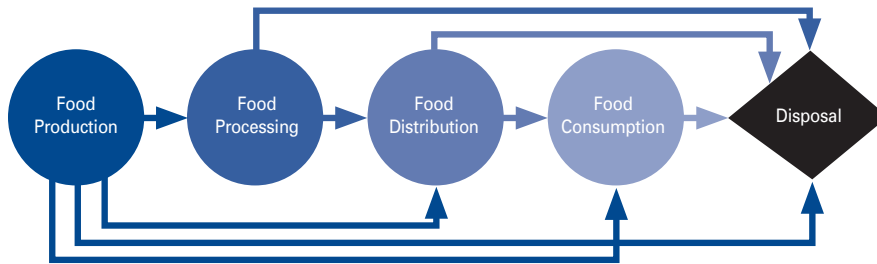 Food
Production
Food
Processing
Food
Distribution
Food
Consumption
Disposal